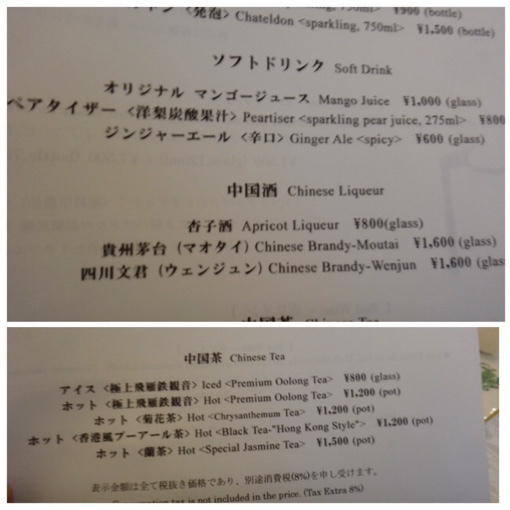 <発泡> Chateldon <sparkling, 750ml> ¥1,500 (bottle)
ソフトドリンク Soft Drink
オリジナル マンゴージュース Mango Juice ¥1,000 (glass)
ペアタイザー <洋梨炭酸果汁> Peartiser <sparkling pear juice, 275ml> ¥800
ジンジャーエール <辛口> Ginger Ale <spicy> ¥600 (glass)
中国酒 Chinese Liqueur
杏子酒 Apricot Liqueur ¥800(glass)
貴州茅台 (マオタイ) Chinese Brandy-Moutai ¥1,600 (glass)
四川文君 (ウェンジュン) Chinese Brandy-Wenjun ¥1,600 (glas
中国茶 Chinese Tea
アイス <極上飛雁鉄観音> Iced <Premium Oolong Tea> ¥800 (glass)
ホット <極上飛雁鉄観音> Hot <Premium Oolong Tea> ¥1,200 (pot)
ホット <菊花茶> Hot <Chrysanthemum Tea> ¥1,200 (pot)
ホット <香港風プーアール茶> Hot <Black Tea-"Hong Kong Style"> ¥1,200 (pot)
ホット <蘭茶> Hot <Special Jasmine Tea> ¥1,500 (pot)
表示金額は全て税抜き価格であり、別途消費税(8%)を申し受けます。
Consumption tax is not included in the price. (Tax Extra 8%)